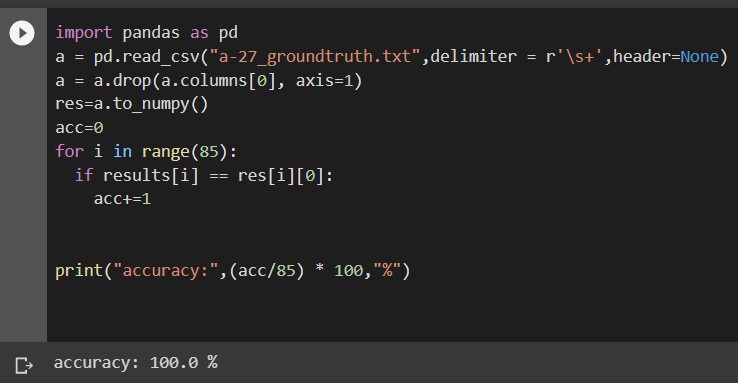 import pandas as pd
a = pd.read_csv("a-27_groundtruth.txt",delimiter = r'\s+',header=None)
a = a.drop(a.columns[0], axis=1)
res=a.to_numpy()
acc=0
for i in range(85):
  if results[i] == res[i][0]:
    acc+=1
print("accuracy:",(acc/85) * 100,"%")
accuracy: 100.0 %